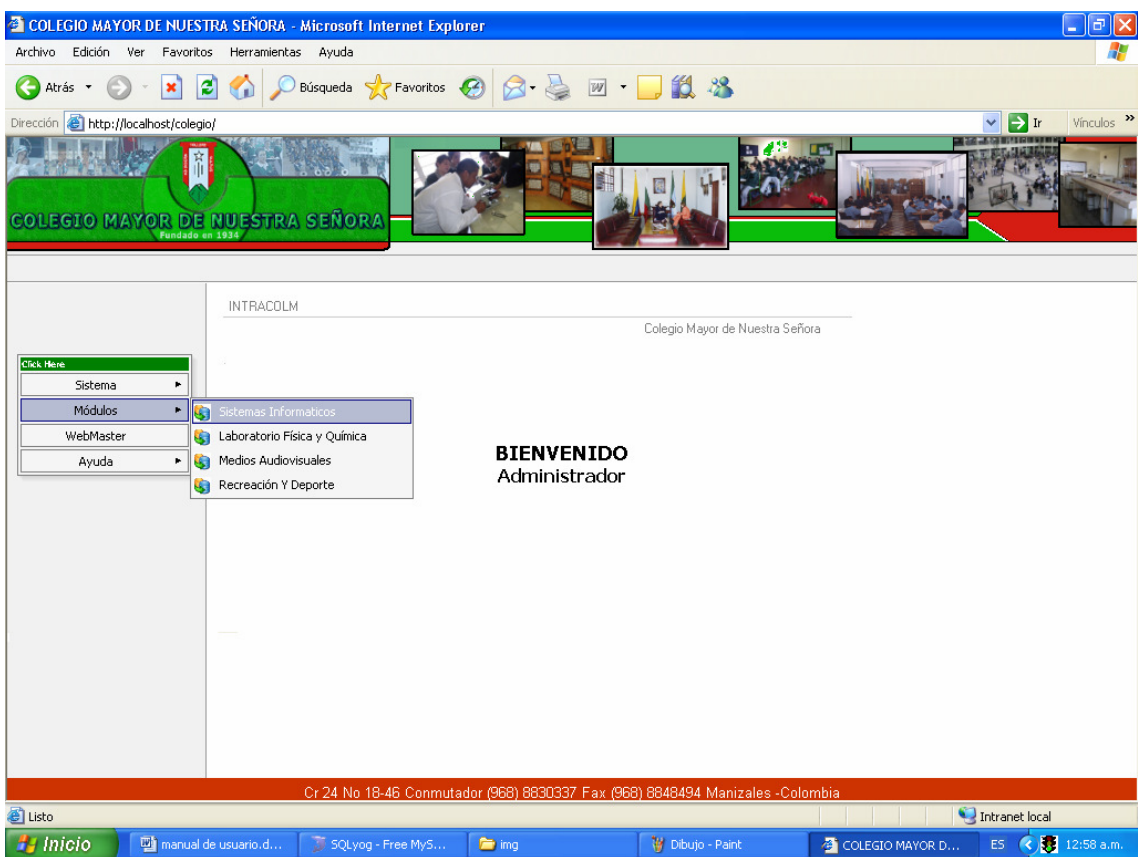 COLEGIO MAYOR DE NUESTRA SEÑORA - Microsoft Internet Explorer
Archivo Edición Ver Favoritos Herramientas Ayuda
Atrás Búsqueda Favoritos
Dirección http://localhost/colegio/ Ir Vínculos »
COLEGIO MAYOR DE NUESTRA SEÑORA
Fundado en 1934
INTRACOLM
Colegio Mayor de Nuestra Señora
Click Here
Sistema
Módulos
WebMaster
Ayuda
Sistemas Informaticos
Laboratorio Física y Química
Medios Audiovisuales
Recreación Y Deporte
BIENVENIDO
Administrador
Cr 24 No 18-46 Conmutador (968) 8830337 Fax (968) 8848494 Manizales -Colombia
Listo Intranet local
Inicio manual de usuario.d... SQLyog - Free MyS... img Dibujo - Paint COLEGIO MAYOR D... ES 12:58 a.m.